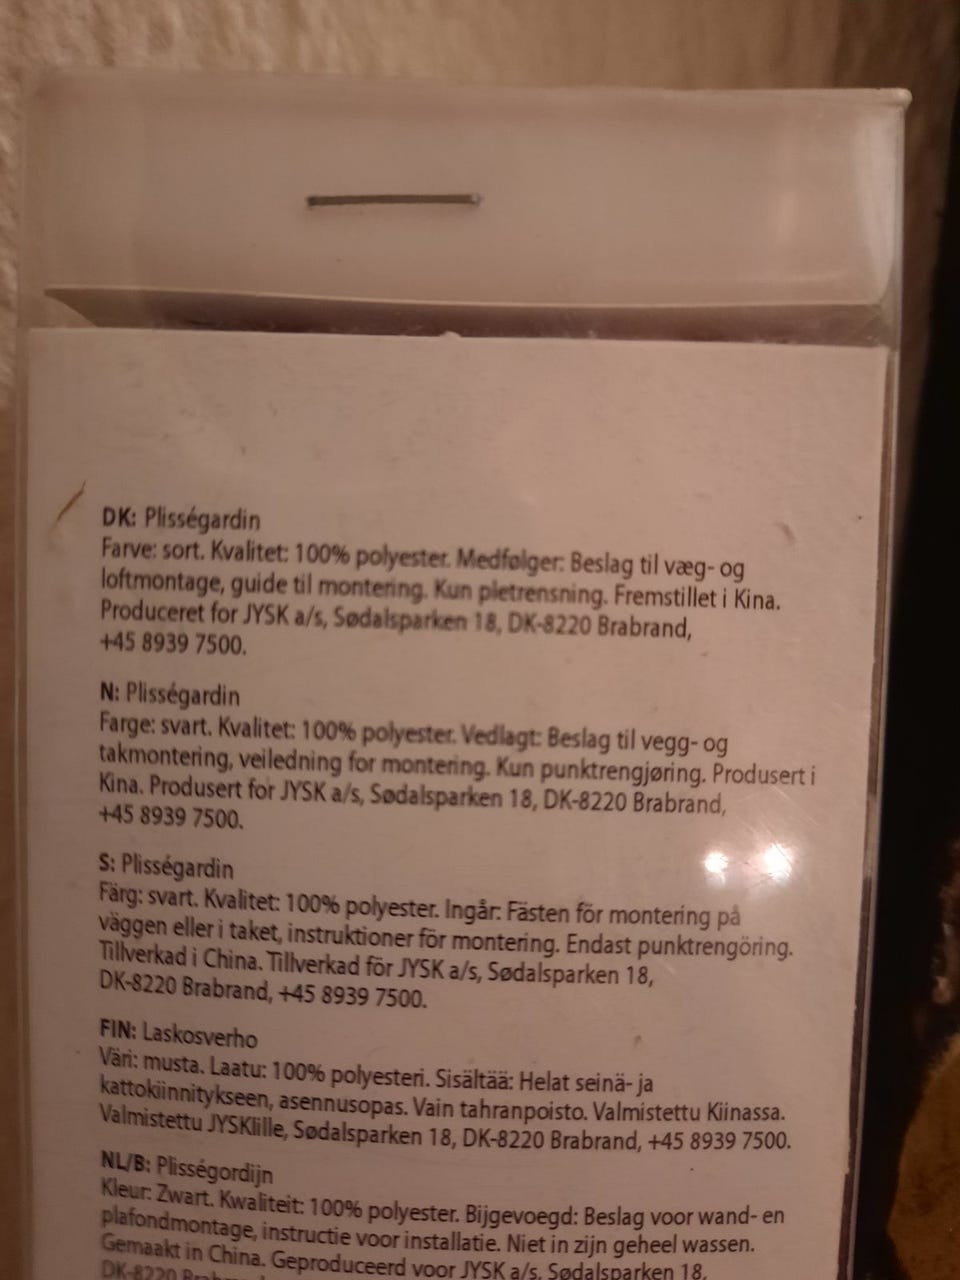 DK: Plisségardin
Farve: sort. Kvalitet: 100% polyester. Medfølger: Beslag til væg- og
loftmontage, guide til montering. Kun pletrensning. Fremstillet i Kina.
Produceret for JYSK a/s, Sødalsparken 18, DK-8220 Brabrand,
+45 8939 7500.
N: Plisségardin
Farge: svart. Kvalitet: 100% polyester. Vedlagt: Beslag til vegg- og
takmontering, veiledning for montering. Kun punktrengjøring. Produsert i
Kina. Produsert for JYSK a/s, Sødalsparken 18, DK-8220 Brabrand,
+45 8939 7500.
S: Plisségardin
Färg: svart. Kvalitet: 100% polyester. Ingår: Fästen för montering på
väggen eller i taket, instruktioner för montering. Endast punktrengöring.
Tillverkad i China. Tillverkad för JYSK a/s, Sødalsparken 18,
DK-8220 Brabrand, +45 8939 7500.
FIN: Laskosverho
Väri: musta. Laatu: 100% polyesteri. Sisältää: Helat seinä- ja
kattokiinnitykseen, asennusopas. Vain tahranpoisto. Valmistettu Kiinassa.
Valmistettu JYSKlille, Sødalsparken 18, DK-8220 Brabrand, +45 8939 7500.
NL/B: Plisségordijn
Kleur: Zwart. Kwaliteit: 100% polyester. Bijgevoegd: Beslag voor wand- en
plafondmontage, instructie voor installatie. Niet in zijn geheel wassen.
Gemaakt in China. Geproduceerd voor JYSK a/s, Sødalsparken 18,
DK-8220 Brabrand,